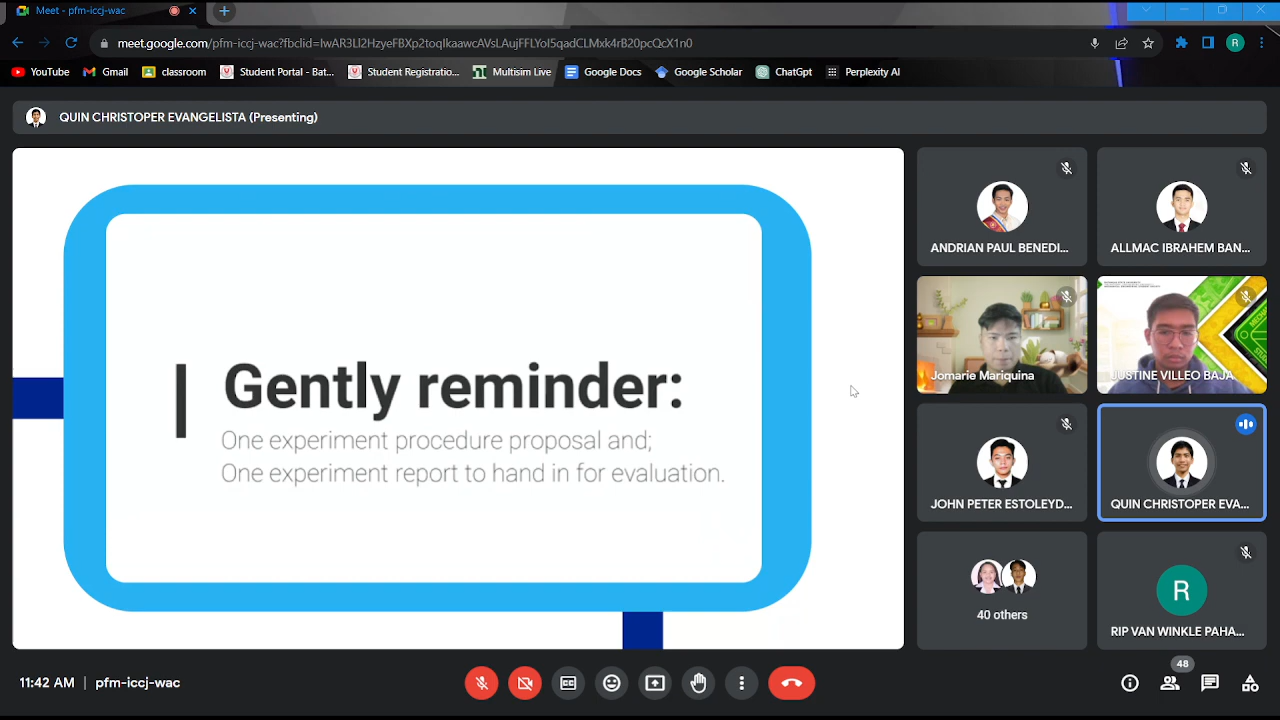 Meet - pfm-iccj-wac
meet.google.com/pfm-iccj-wac?fbclid=IwAR3LI2HzyeFBXp2toqIkaawcAVsLAujFFLYoI5qadCLMxk4rB20pcQcX1n0
R
YouTube Gmail classroom Student Portal - Bat... Student Registratio... Multisim Live Google Docs Google Scholar ChatGpt Perplexity AI
QUIN CHRISTOPER EVANGELISTA (Presenting)
Gently reminder:
One experiment procedure proposal and;
One experiment report to hand in for evaluation.
ANDRIAN PAUL BENEDI...
ALLMAC IBRAHEM BAN...
Jomarie Mariquina
JUSTINE VILLEO BAJA
JOHN PETER ESTOLEYD...
QUIN CHRISTOPER EVA...
40 others
R
RIP VAN WINKLE PAHA...
11:42 AM | pfm-iccj-wac
48